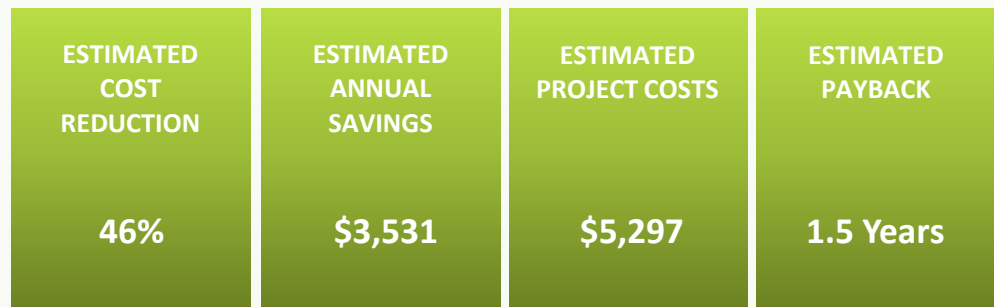 ESTIMATED
COST
REDUCTION
46%
ESTIMATED
ANNUAL
SAVINGS
$3,531
ESTIMATED
PROJECT COSTS
$5,297
ESTIMATED
PAYBACK
1.5 Years